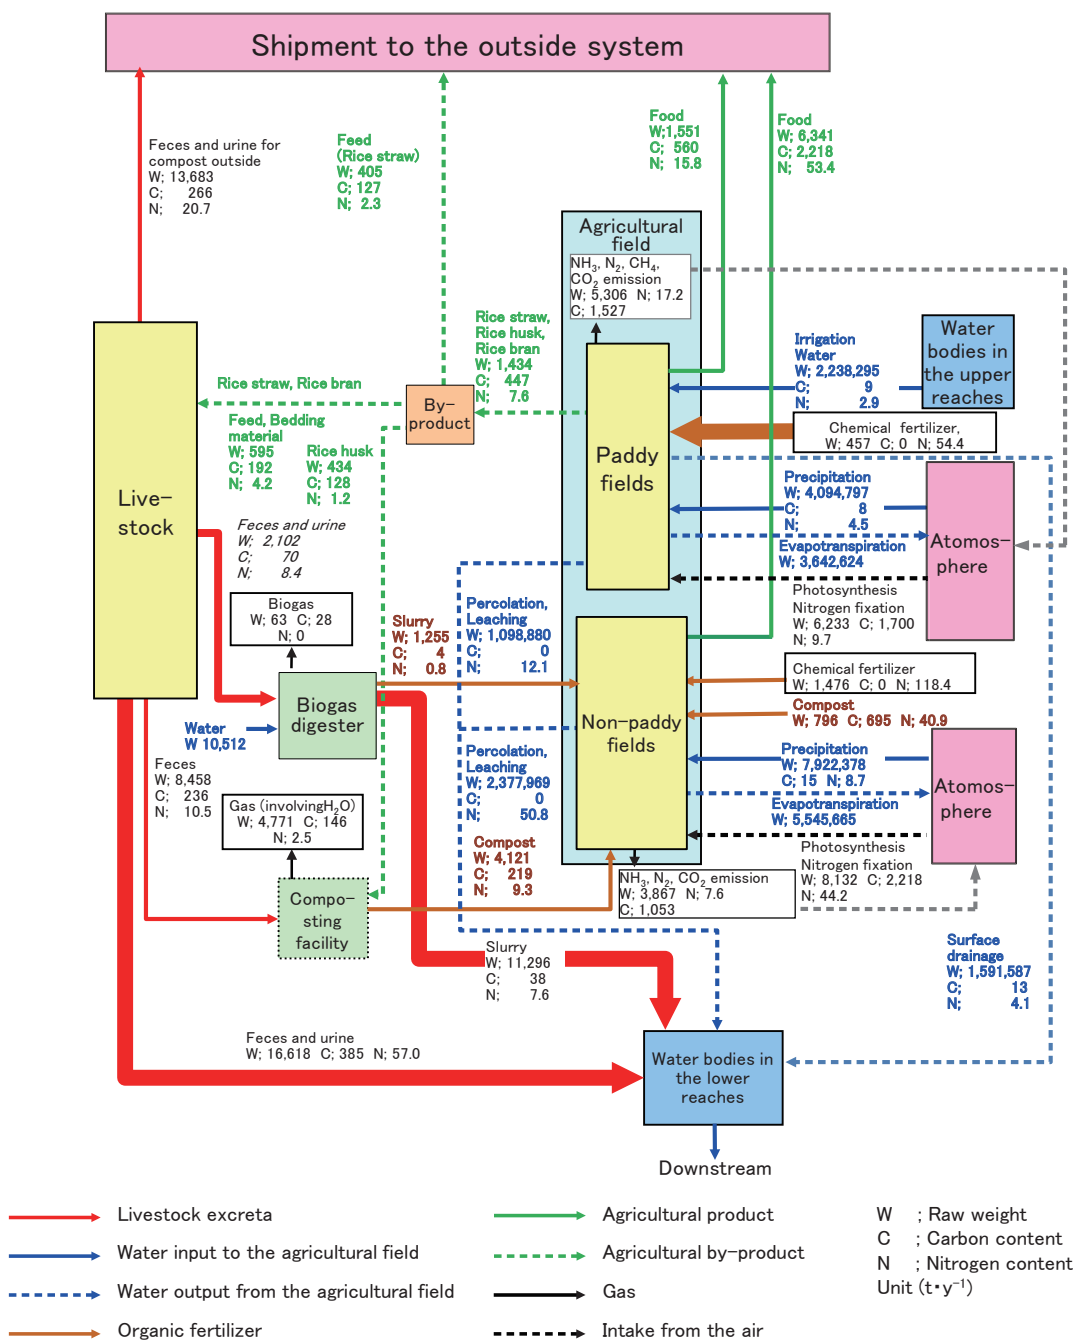 Shipment to the outside system
Feces and urine for
compost outside
W; 13,683
C; 266
N; 20.7
Feed
(Rice straw)
W; 405
C; 127
N; 2.3
Food
W;1,551
C; 560
N; 15.8
Food
W; 6,341
C; 2,218
N; 53.4
Agricultural
field
NH₃, N₂, CH₄,
CO₂ emission
W; 5,306 N; 17.2
C; 1,527
Rice straw,
Rice husk,
Rice bran
W; 1,434
C; 447
N; 7.6
Irrigation
Water
W; 2,238,295
C; 9
N; 2.9
Water
bodies in
the upper
reaches
Rice straw, Rice bran
By-
product
Feed, Bedding
material
W; 595
C; 192
N; 4.2
Rice husk
W; 434
C; 128
N; 1.2
Chemical fertilizer,
W; 457 C; 0 N; 54.4
Paddy
fields
Live-
stock
Precipitation
W; 4,094,797
C; 8
N; 4.5
Evapotranspiration
W; 3,642,624
Atomos-
phere
Feces and urine
W; 2,102
C; 70
N; 8.4
Photosynthesis
Nitrogen fixation
W; 6,233 C; 1,700
N; 9.7
Biogas
W; 63 C; 28
N; 0
Slurry
W; 1,255
C; 4
N; 0.8
Percolation,
Leaching
W; 1,098,880
C; 0
N; 12.1
Chemical fertilizer
W; 1,476 C; 0 N; 118.4
Biogas
digester
Water
W 10,512
Non-paddy
fields
Compost
W; 796 C; 695 N; 40.9
Feces
W; 8,458
C; 236
N; 10.5
Percolation,
Leaching
W; 2,377,969
C; 0
N; 50.8
Precipitation
W; 7,922,378
C; 15 N; 8.7
Evapotranspiration
W; 5,545,665
Atomos-
phere
Gas (involvingH₂O)
W; 4,771 C; 146
N; 2.5
Compost
W; 4,121
C; 219
N; 9.3
Photosynthesis
Nitrogen fixation
W; 8,132 C; 2,218
N; 44.2
NH₃, N₂, CO₂ emission
W; 3,867 N; 7.6
C; 1,053
Compo-
sting
facility
Slurry
W; 11,296
C; 38
N; 7.6
Surface
drainage
W; 1,591,587
C; 13
N; 4.1
Feces and urine
W; 16,618 C; 385 N; 57.0
Water bodies in
the lower
reaches
Downstream
Livestock excreta
Water input to the agricultural field
Water output from the agricultural field
Organic fertilizer
Agricultural product
Agricultural by-product
Gas
Intake from the air
W ; Raw weight
C ; Carbon content
N ; Nitrogen content
Unit (t・y⁻¹)